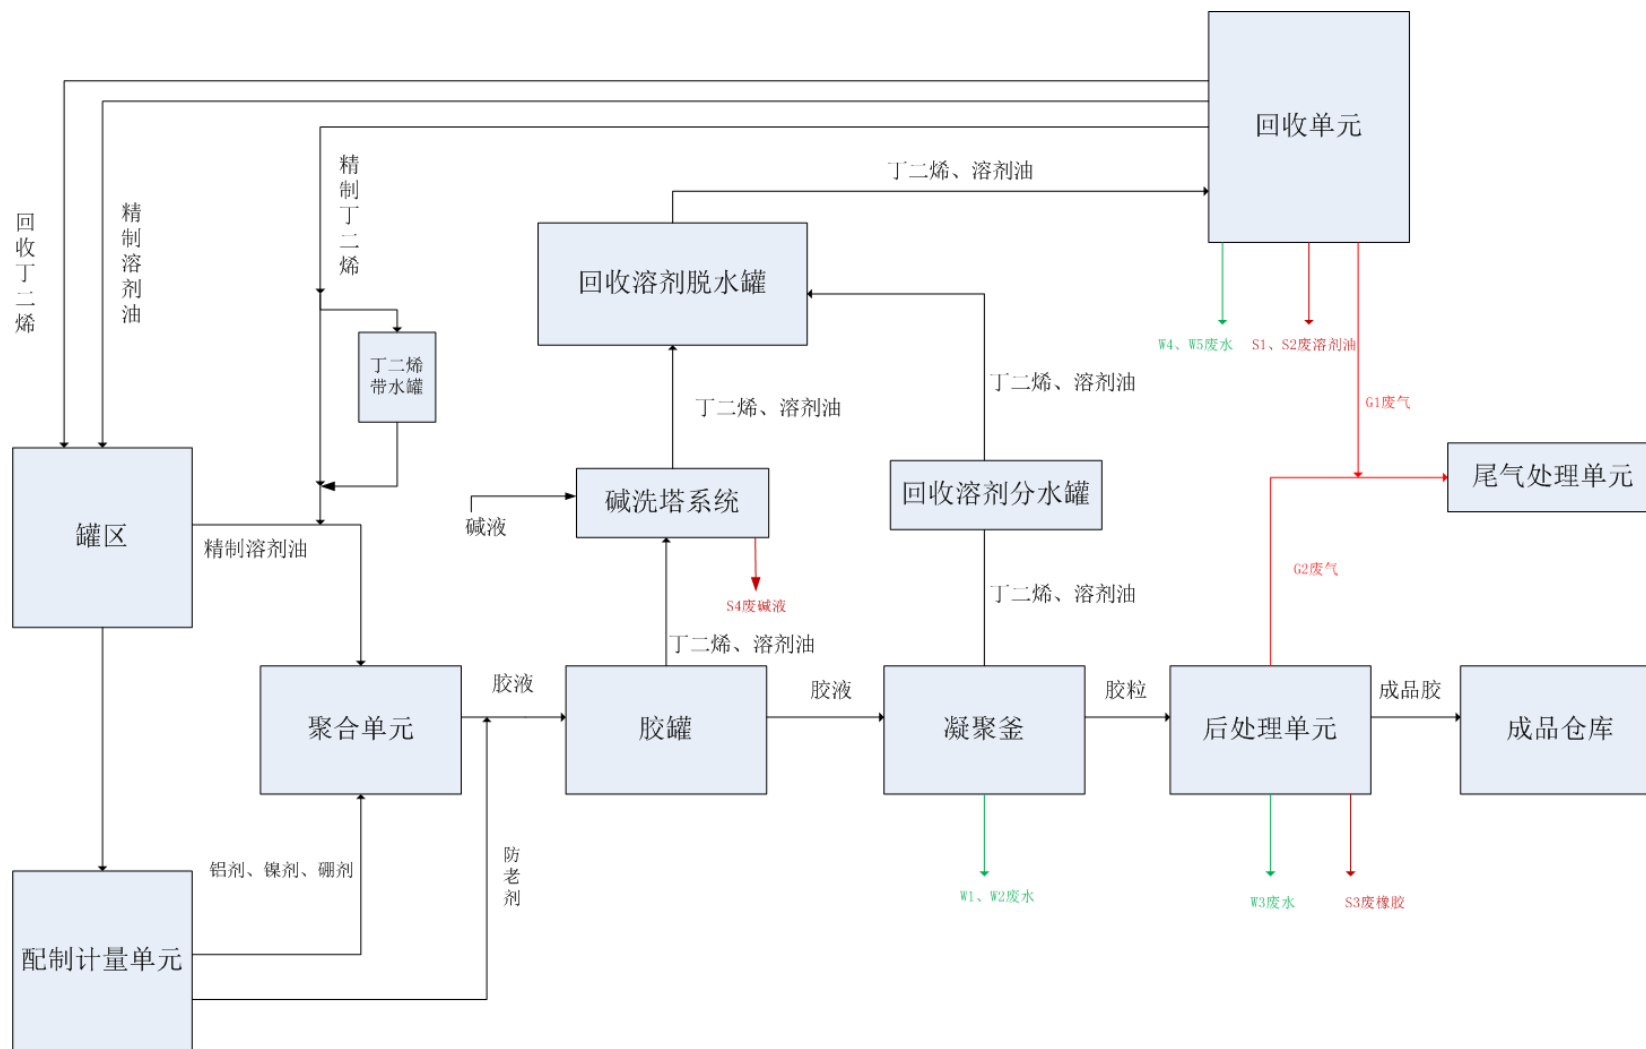 回收单元
丁二烯、溶剂油
精制丁二烯
精制溶剂油
回收丁二烯
回收溶剂脱水罐
W4、W5废水
S1、S2废溶剂油
丁二烯
带水罐
丁二烯、溶剂油
丁二烯、溶剂油
G1废气
尾气处理单元
碱洗塔系统
回收溶剂分水罐
碱液
罐区
精制溶剂油
G2废气
S4废碱液
丁二烯、溶剂油
丁二烯、溶剂油
胶液
胶液
胶粒
成品胶
聚合单元
胶罐
凝聚釜
后处理单元
成品仓库
铝剂、镍剂、硼剂
防老剂
W1、W2废水
W3废水
S3废橡胶
配制计量单元